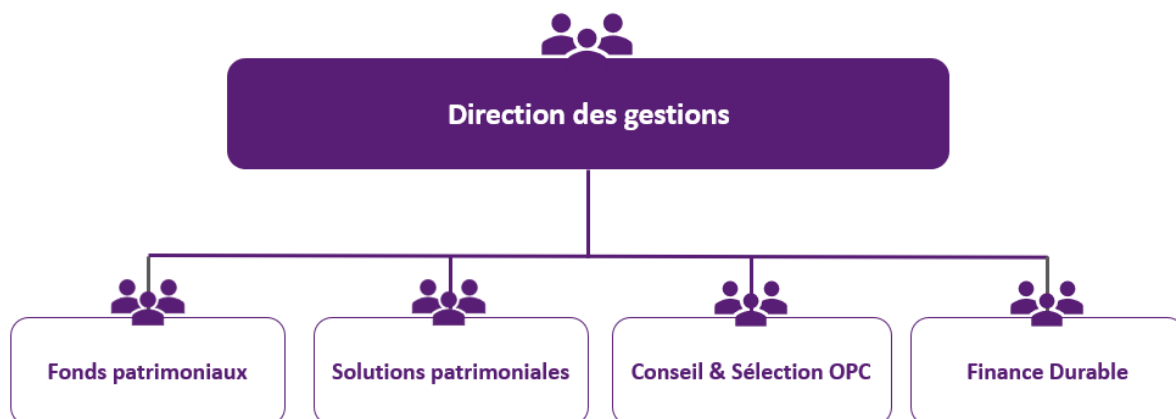 Direction des gestions
Fonds patrimoniaux
Solutions patrimoniales
Conseil & Sélection OPC
Finance Durable